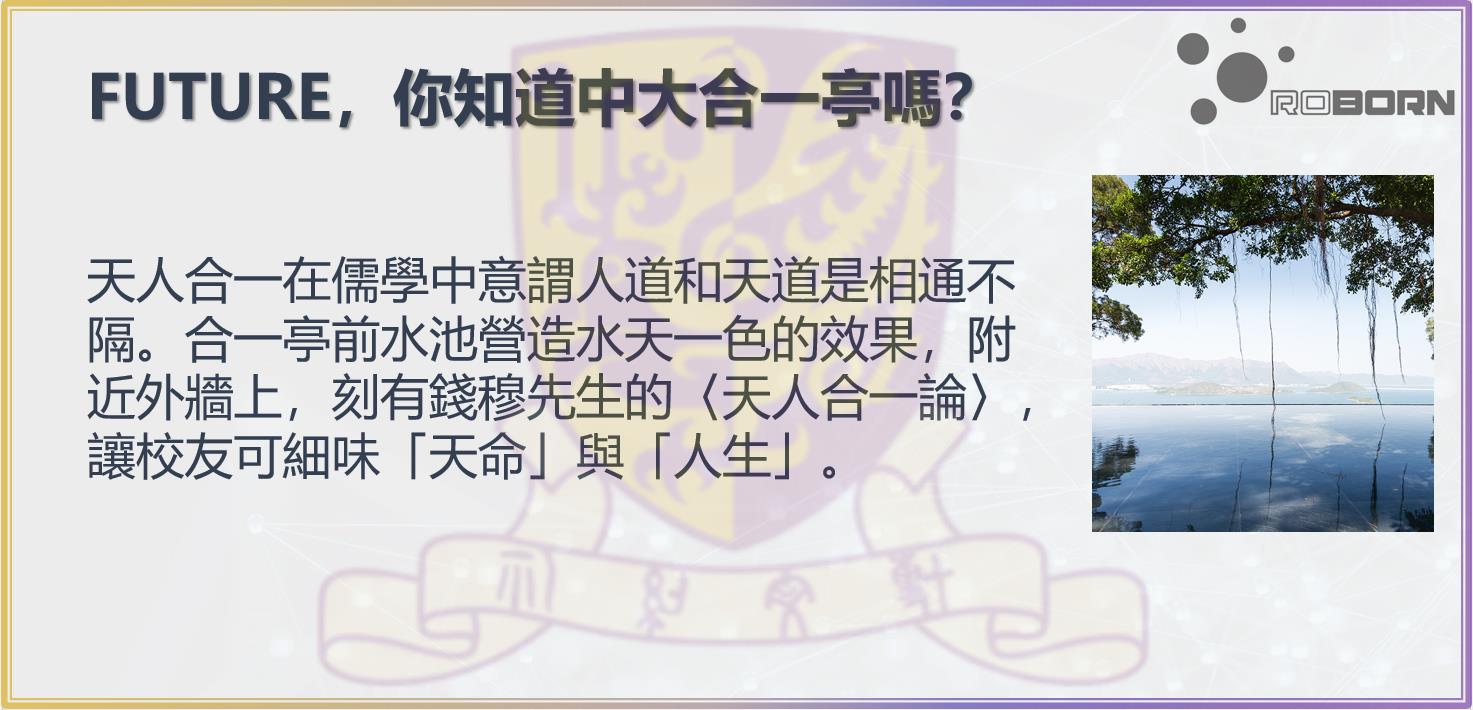 FUTURE，你知道中大合一亭嗎？
ROBORN
天人合一在儒學中意謂人道和天道是相通不
隔。合一亭前水池營造水天一色的效果，附
近外牆上，刻有錢穆先生的〈天人合一論〉，
讓校友可細味「天命」與「人生」。